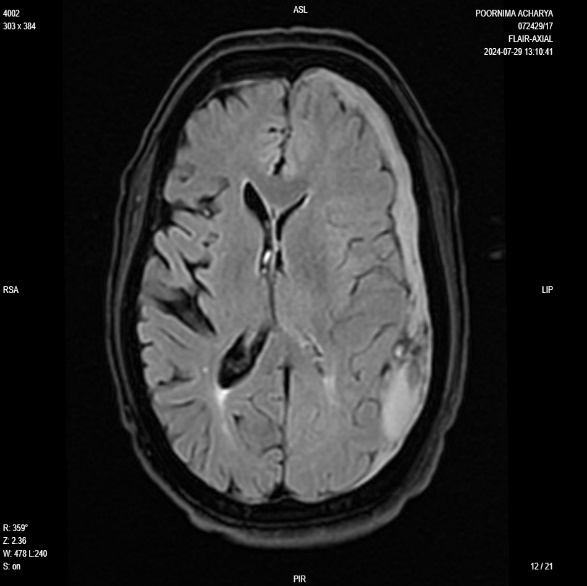 4002
303 x 384
ASL
POORNIMA ACHARYA
072429/17
FLAIR-AXIAL
2024-07-29 13:10:41
RSA
LIP
R: 359°
Z: 2.36
W: 478 L:240
S: on
PIR
12 / 21